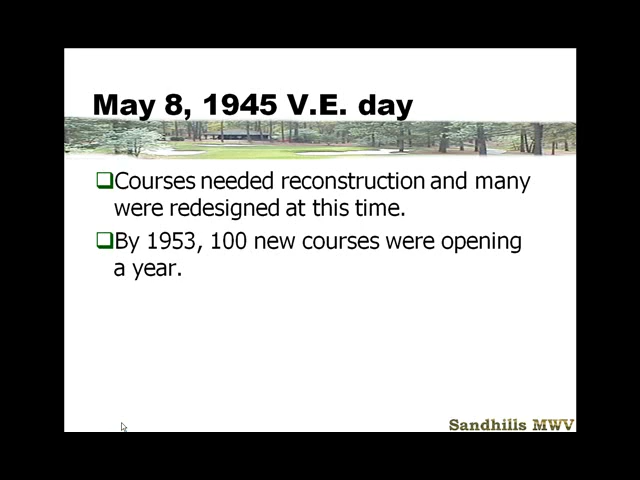 May 8, 1945 V.E. day
Courses needed reconstruction and many
were redesigned at this time.
By 1953, 100 new courses were opening
a year.
Sandhills MWV